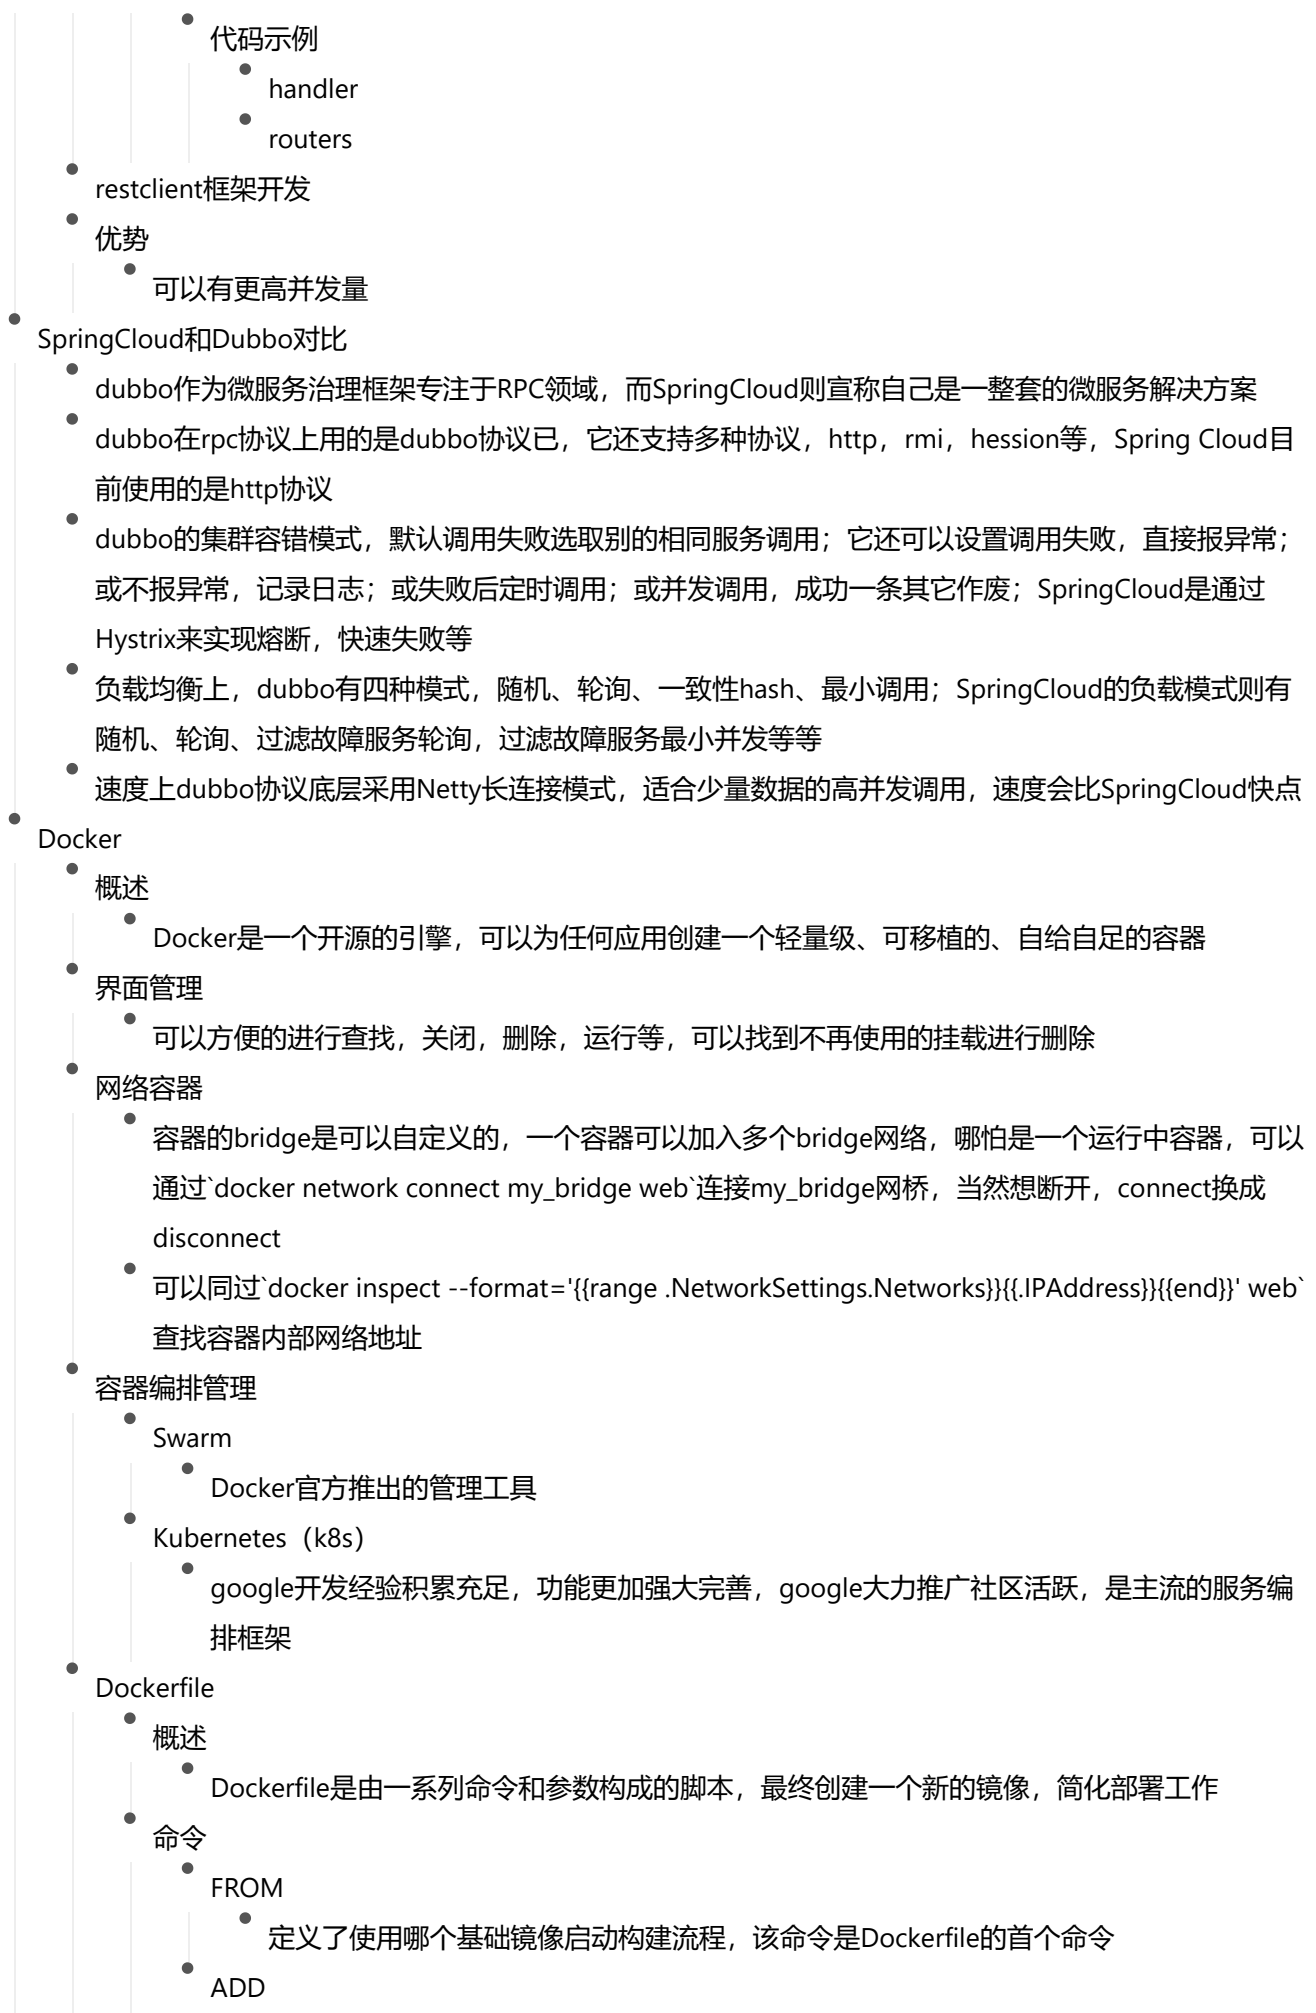 代码示例
handler
routers
restclient框架开发
优势
可以有更高并发量
SpringCloud和Dubbo对比
dubbo作为微服务治理框架专注于RPC领域，而SpringCloud则宣称自己是一整套的微服务解决方案
dubbo在rpc协议上用的是dubbo协议已，它还支持多种协议，http，rmi，hession等，Spring Cloud目
前使用的是http协议
dubbo的集群容错模式，默认调用失败选取别的相同服务调用；它还可以设置调用失败，直接报异常；
或不报异常，记录日志；或失败后定时调用；或并发调用，成功一条其它作废；SpringCloud是通过
Hystrix来实现熔断，快速失败等
负载均衡上，dubbo有四种模式，随机、轮询、一致性hash、最小调用；SpringCloud的负载模式则有
随机、轮询、过滤故障服务轮询，过滤故障服务最小并发等等
速度上dubbo协议底层采用Netty长连接模式，适合少量数据的高并发调用，速度会比SpringCloud快点
Docker
概述
Docker是一个开源的引擎，可以为任何应用创建一个轻量级、可移植的、自给自足的容器
界面管理
可以方便的进行查找，关闭，删除，运行等，可以找到不再使用的挂载进行删除
网络容器
容器的bridge是可以自定义的，一个容器可以加入多个bridge网络，哪怕是一个运行中容器，可以
通过`docker network connect my_bridge web`连接my_bridge网桥，当然想断开，connect换成
disconnect
可以同过`docker inspect --format='{{range .NetworkSettings.Networks}}{{.IPAddress}}{{end}}' web`
查找容器内部网络地址
容器编排管理
Swarm
Docker官方推出的管理工具
Kubernetes（k8s）
google开发经验积累充足，功能更加强大完善，google大力推广社区活跃，是主流的服务编
排框架
Dockerfile
概述
Dockerfile是由一系列命令和参数构成的脚本，最终创建一个新的镜像，简化部署工作
命令
FROM
定义了使用哪个基础镜像启动构建流程，该命令是Dockerfile的首个命令
ADD